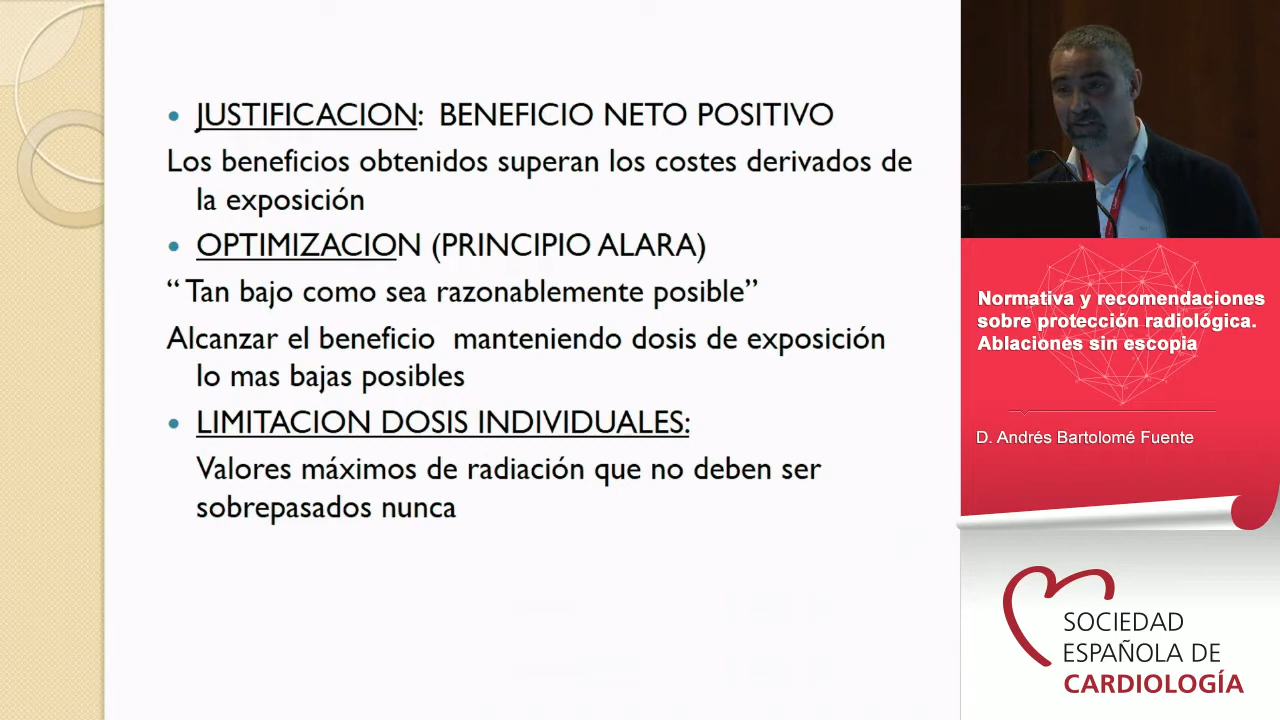 • JUSTIFICACION: BENEFICIO NETO POSITIVO
Los beneficios obtenidos superan los costes derivados de
la exposición
• OPTIMIZACION (PRINCIPIO ALARA)
“ Tan bajo como sea razonablemente posible”
Alcanzar el beneficio manteniendo dosis de exposición
lo mas bajas posibles
• LIMITACION DOSIS INDIVIDUALES:
Valores máximos de radiación que no deben ser
sobrepasados nunca
Normativa y recomendaciones
sobre protección radiológica.
Ablaciones sin escopia
D. Andrés Bartolomé Fuente
SOCIEDAD
ESPAÑOLA DE
CARDIOLOGÍA